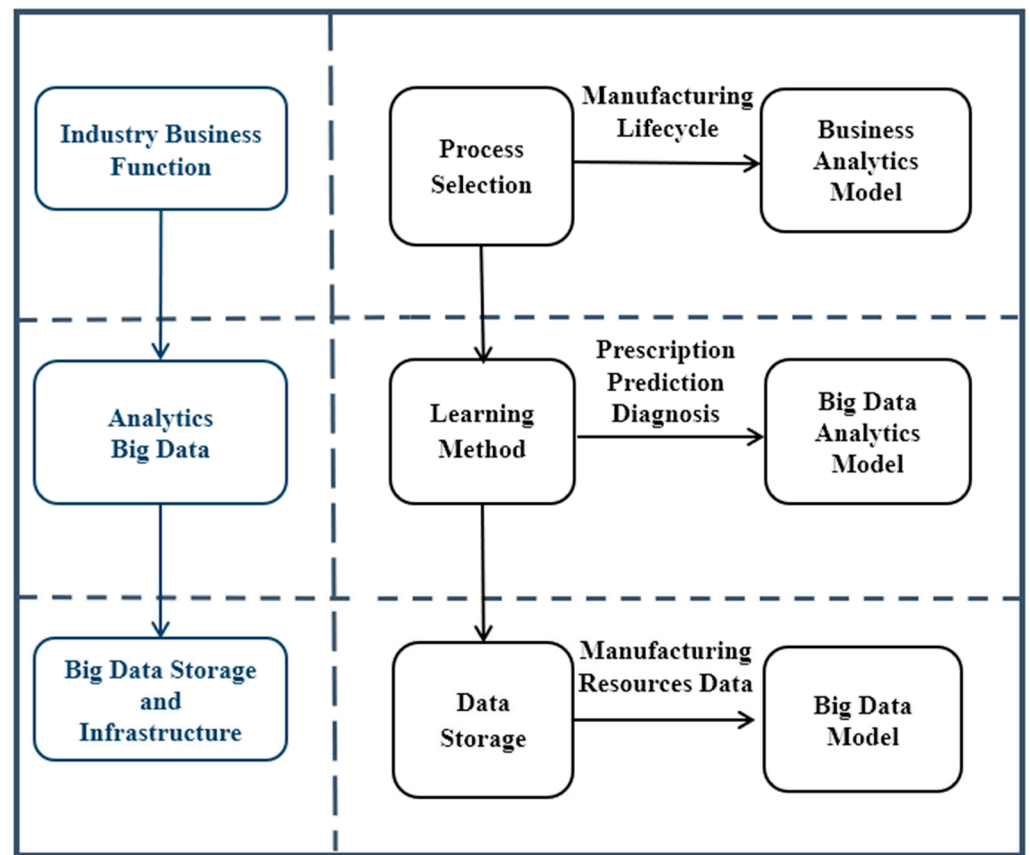 Industry Business
Function
Process
Selection
Manufacturing
Lifecycle
Business
Analytics
Model
Analytics
Big Data
Learning
Method
Prescription
Prediction
Diagnosis
Big Data
Analytics
Model
Big Data Storage
and
Infrastructure
Data
Storage
Manufacturing
Resources Data
Big Data
Model